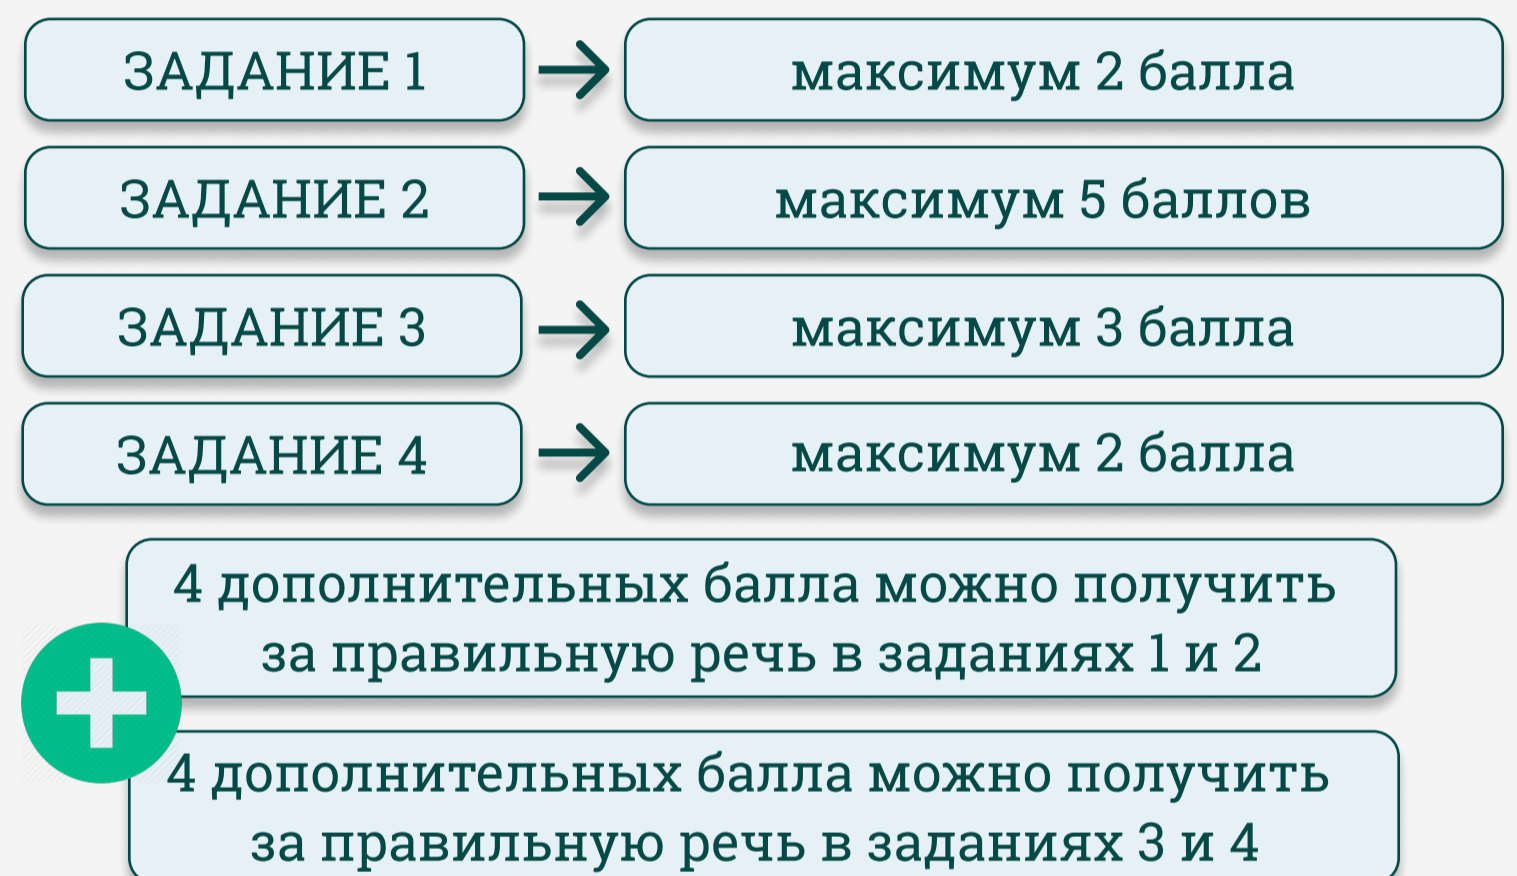 ЗАДАНИЕ 1
максимум 2 балла
ЗАДАНИЕ 2
максимум 5 баллов
ЗАДАНИЕ 3
максимум 3 балла
ЗАДАНИЕ 4
максимум 2 балла
4 дополнительных балла можно получить
за правильную речь в заданиях 1 и 2
4 дополнительных балла можно получить
за правильную речь в заданиях 3 и 4